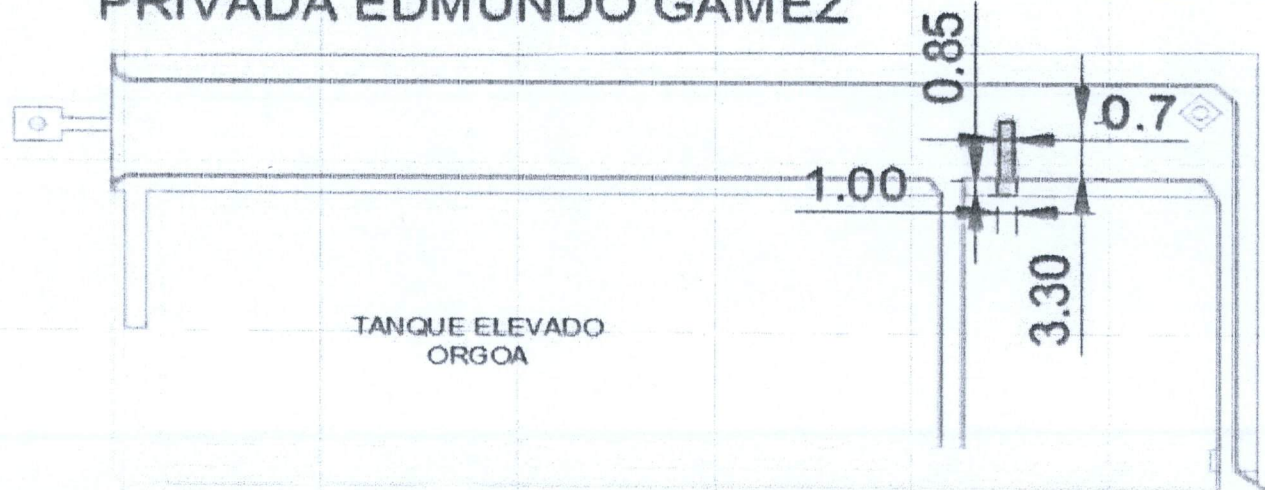 PRIVADA EDMUNDO GAMEZ
0.85
0.7
1.00
3.30
TANQUE ELEVADO
ORGOA